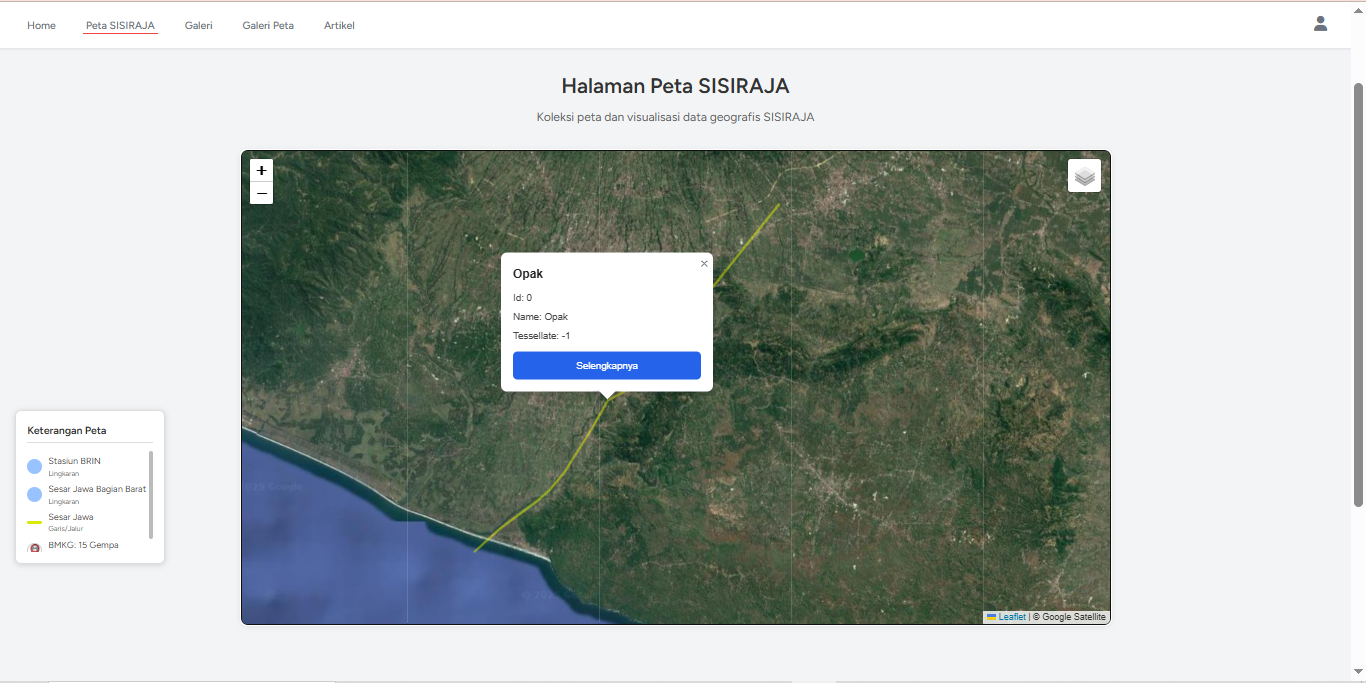 Home
Peta SISIRAJA
Galeri
Galeri Peta
Artikel
Halaman Peta SISIRAJA
Koleksi peta dan visualisasi data geografis SISIRAJA
+
−
Opak
×
Id: 0
Name: Opak
Tessellate: -1
Selengkapnya
Keterangan Peta
Stasiun BRIN
Lingkaran
Sesar Jawa Bagian Barat
Lingkaran
Sesar Jawa
Garis/Jalur
BMKG: 15 Gempa
Leaflet | © Google Satellite